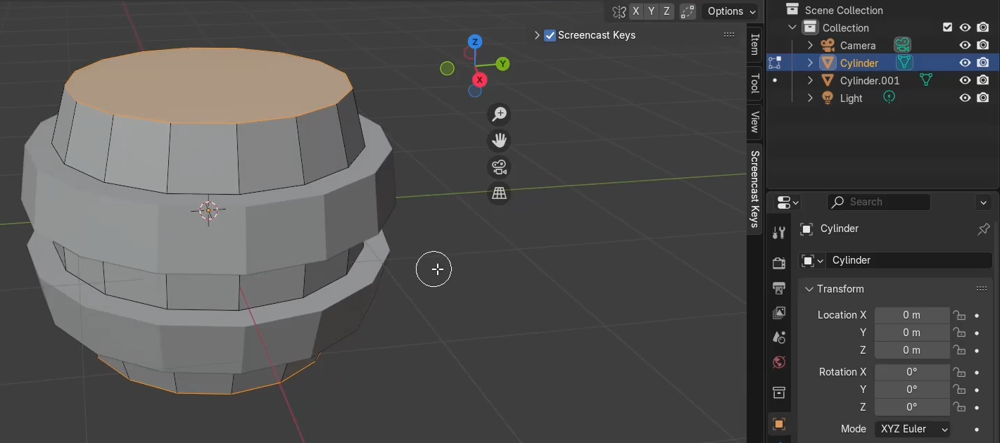 X Y Z Options
Screencast Keys
Z
Y
X
Item
Tool
View
Screencast Keys
Scene Collection
Collection
Camera
Cylinder
Cylinder.001
Light
Search
Cylinder
Cylinder
Transform
Location X 0 m
Y 0 m
Z 0 m
Rotation X 0°
Y 0°
Z 0°
Mode XYZ Euler